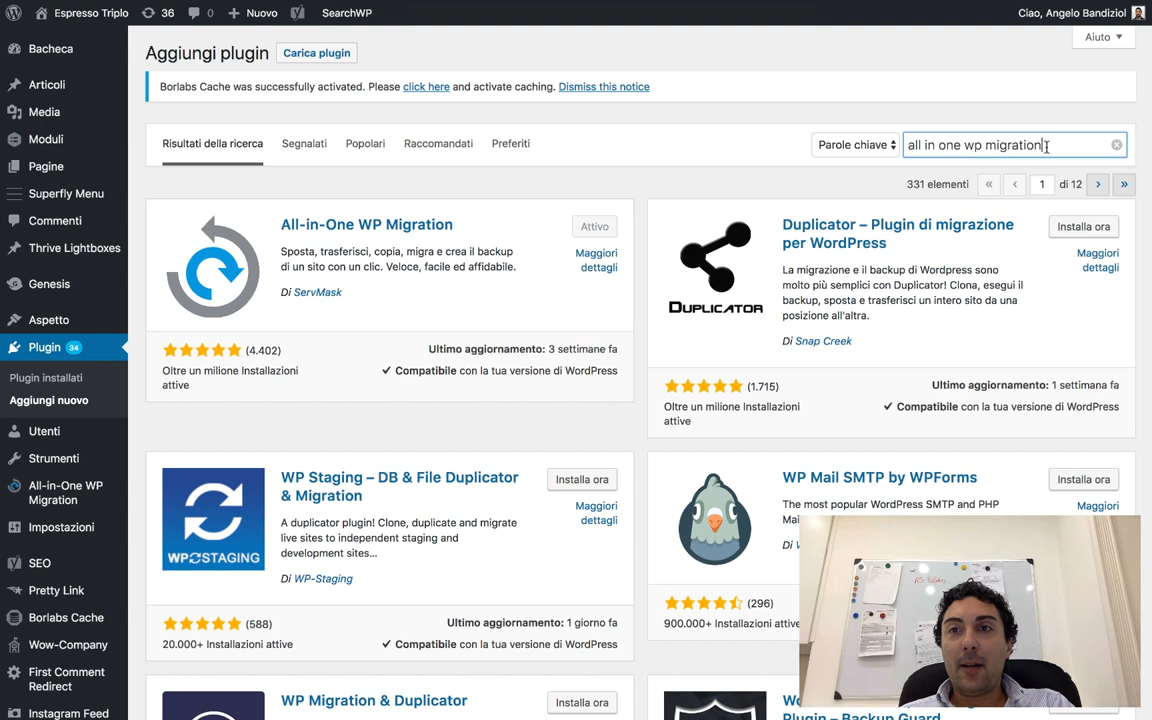 Espresso Triplo 36 0 Nuovo SearchWP Ciao, Angelo Bandiziol
Aiuto
Bacheca
Articoli
Media
Moduli
Pagine
Superfly Menu
Commenti
Thrive Lightboxes
Genesis
Aspetto
Plugin 34
Plugin installati
Aggiungi nuovo
Utenti
Strumenti
All-in-One WP
Migration
Impostazioni
SEO
Pretty Link
Borlabs Cache
Wow-Company
First Comment
Redirect
Instagram Feed
Aggiungi plugin Carica plugin
Borlabs Cache was successfully activated. Please click here and activate caching. Dismiss this notice
Risultati della ricerca Segnalati Popolari Raccomandati Preferiti Parole chiave all in one wp migration
331 elementi « ‹ 1 di 12 › »
All-in-One WP Migration
Attivo
Maggiori
dettagli
Sposta, trasferisci, copia, migra e crea il backup
di un sito con un clic. Veloce, facile ed affidabile.
Di ServMask
(4.402)
Oltre un milione Installazioni
attive
Ultimo aggiornamento: 3 settimane fa
Compatibile con la tua versione di WordPress
DUPLICATOR
Duplicator – Plugin di migrazione
per WordPress
Installa ora
Maggiori
dettagli
La migrazione e il backup di Wordpress sono
molto più semplici con Duplicator! Clona, esegui il
backup, sposta e trasferisci un intero sito da una
posizione all'altra.
Di Snap Creek
(1.715)
Oltre un milione Installazioni
attive
Ultimo aggiornamento: 1 settimana fa
Compatibile con la tua versione di WordPress
WP STAGING
WP Staging – DB & File Duplicator
& Migration
Installa ora
Maggiori
dettagli
A duplicator plugin! Clone, duplicate and migrate
live sites to independent staging and
development sites...
Di WP-Staging
(588)
20.000+ Installazioni attive
Ultimo aggiornamento: 1 giorno fa
Compatibile con la tua versione di WordPress
WP Mail SMTP by WPForms
Installa ora
Maggiori
The most popular WordPress SMTP and PHP
Mai
Di
(296)
900.000+ Installazioni attive
WP Migration & Duplicator
Installa ora
Plugin – Backup Guard